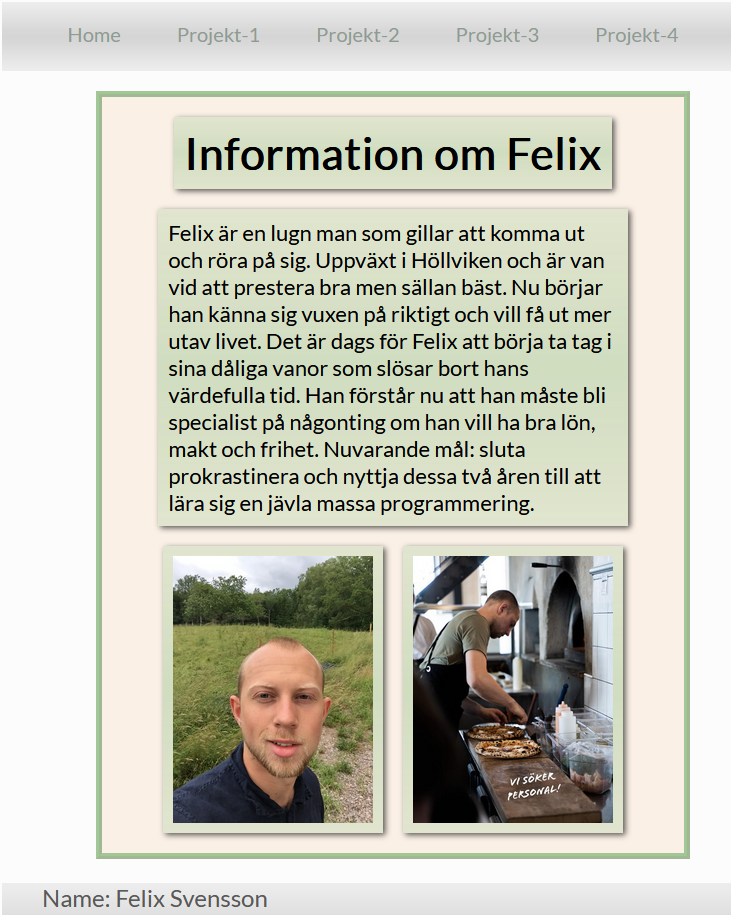 Home Projekt-1 Projekt-2 Projekt-3 Projekt-4
Information om Felix
Felix är en lugn man som gillar att komma ut
och röra på sig. Uppväxt i Höllviken och är van
vid att prestera bra men sällan bäst. Nu börjar
han känna sig vuxen på riktigt och vill få ut mer
utav livet. Det är dags för Felix att börja ta tag i
sina dåliga vanor som slösar bort hans
värdefulla tid. Han förstår nu att han måste bli
specialist på någonting om han vill ha bra lön,
makt och frihet. Nuvarande mål: sluta
prokrastinera och nyttja dessa två åren till att
lära sig en jävla massa programmering.
VI SÖKER
PERSONAL!
Name: Felix Svensson